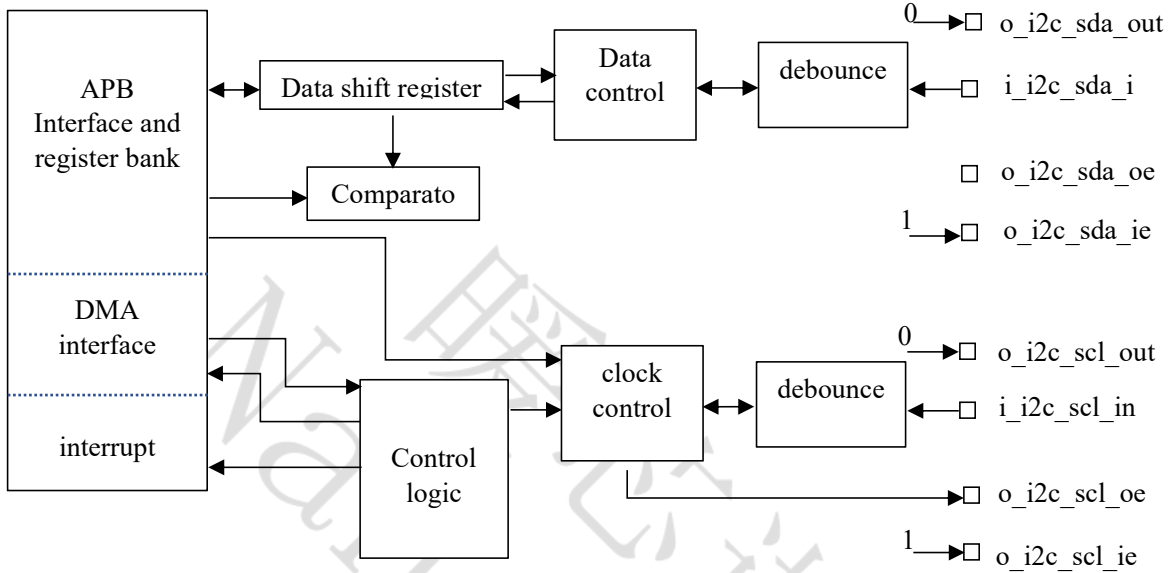 APB
Interface and
register bank
DMA
interface
interrupt
Data shift register
Comparato
Data
control
debounce
0
o_i2c_sda_out
i_i2c_sda_i
o_i2c_sda_oe
1
o_i2c_sda_ie
Control
logic
clock
control
debounce
0
o_i2c_scl_out
i_i2c_scl_in
o_i2c_scl_oe
1
o_i2c_scl_ie